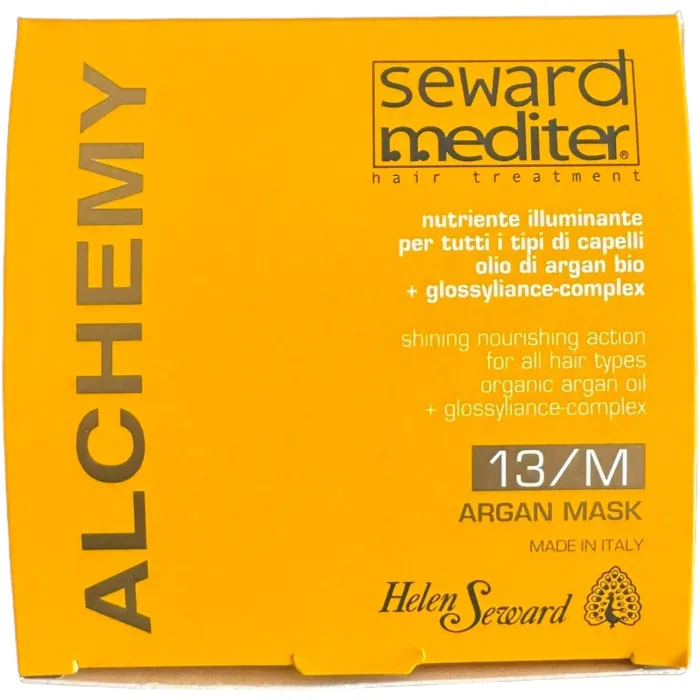 ALCHEMY
seward
mediter®
hair treatment
nutriente illuminante
per tutti i tipi di capelli
olio di argan bio
+ glossyliance-complex
shining nourishing action
for all hair types
organic argan oil
+ glossyliance-complex
13/M
ARGAN MASK
MADE IN ITALY
Helen Seward